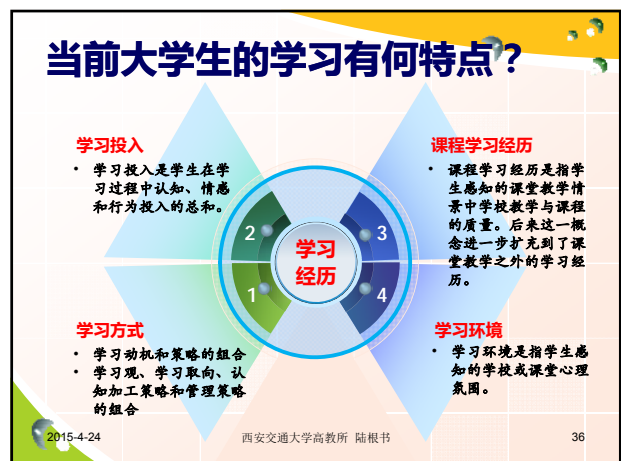 当前大学生的学习有何特点？
学习投入
• 学习投入是学生在学
习过程中认知、情感
和行为投入的总和。
课程学习经历
• 课程学习经历是指学
生感知的课堂教学情
景中学校教学与课程
的质量。后来这一概
念进一步扩充到了课
堂教学之外的学习经
历。
2
3
学习
经历
1
4
学习方式
• 学习动机和策略的组合
• 学习观、学习取向、认
知加工策略和管理策略
的组合
学习环境
• 学习环境是指学生感
知的学校或课堂心理
氛围。
2015-4-24
西安交通大学高教所 陆根书
36